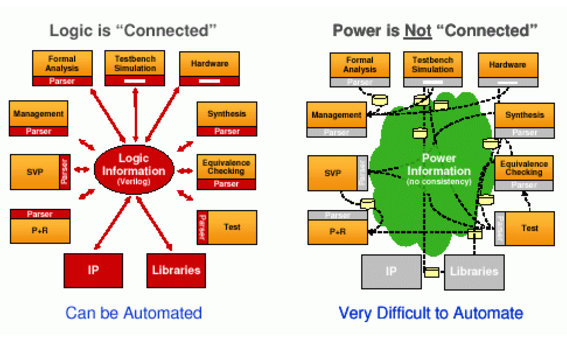 Logic is “Connected”
Formal
Analysis
Parser
Testbench
Simulation
Hardware
Management
Parser
Synthesis
Parser
SVP
Parser
Logic
Information
(Verilog)
Equivalence
Checking
Parser
Parser
P+R
Parser
Test
IP
Libraries
Can be Automated
Power is Not “Connected”
Formal
Analysis
Parser
Testbench
Simulation
Hardware
Management
Parser
Synthesis
Parser
SVP
Parser
Power
Information
(no consistency)
Equivalence
Checking
Parser
Parser
P+R
Parser
Test
IP
Libraries
Very Difficult to Automate